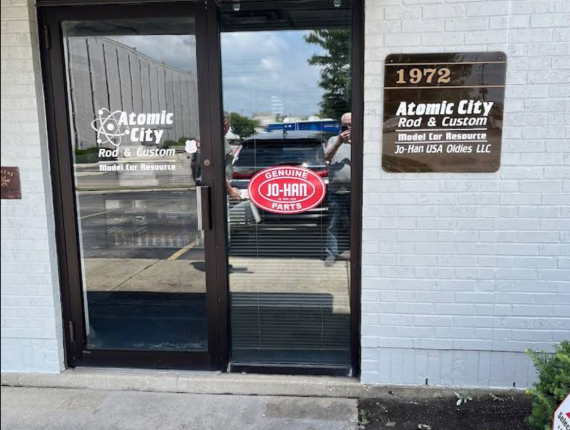 Atomic
City
Rod & Custom
Model Car Resource
GENUINE
JO-HAN
PARTS
1972
Atomic City
Rod & Custom
Model Car Resource
Jo-Han USA Oldies LLC